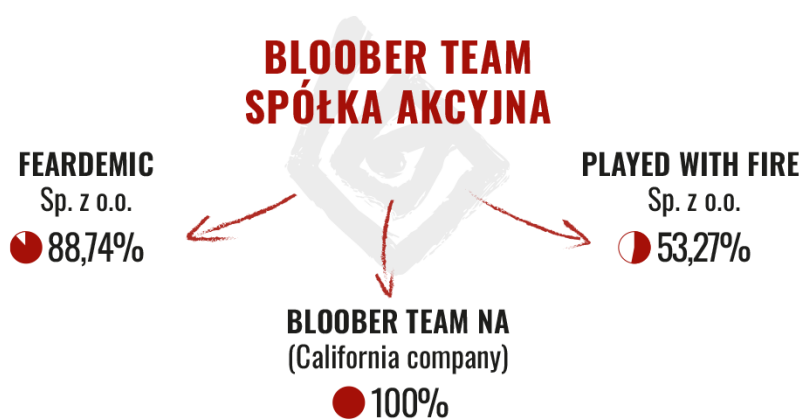 BLOOBER TEAM
SPÓŁKA AKCYJNA
FEARDEMIC
Sp. z o.o.
88,74%
PLAYED WITH FIRE
Sp. z o.o.
53,27%
BLOOBER TEAM NA
(California company)
100%